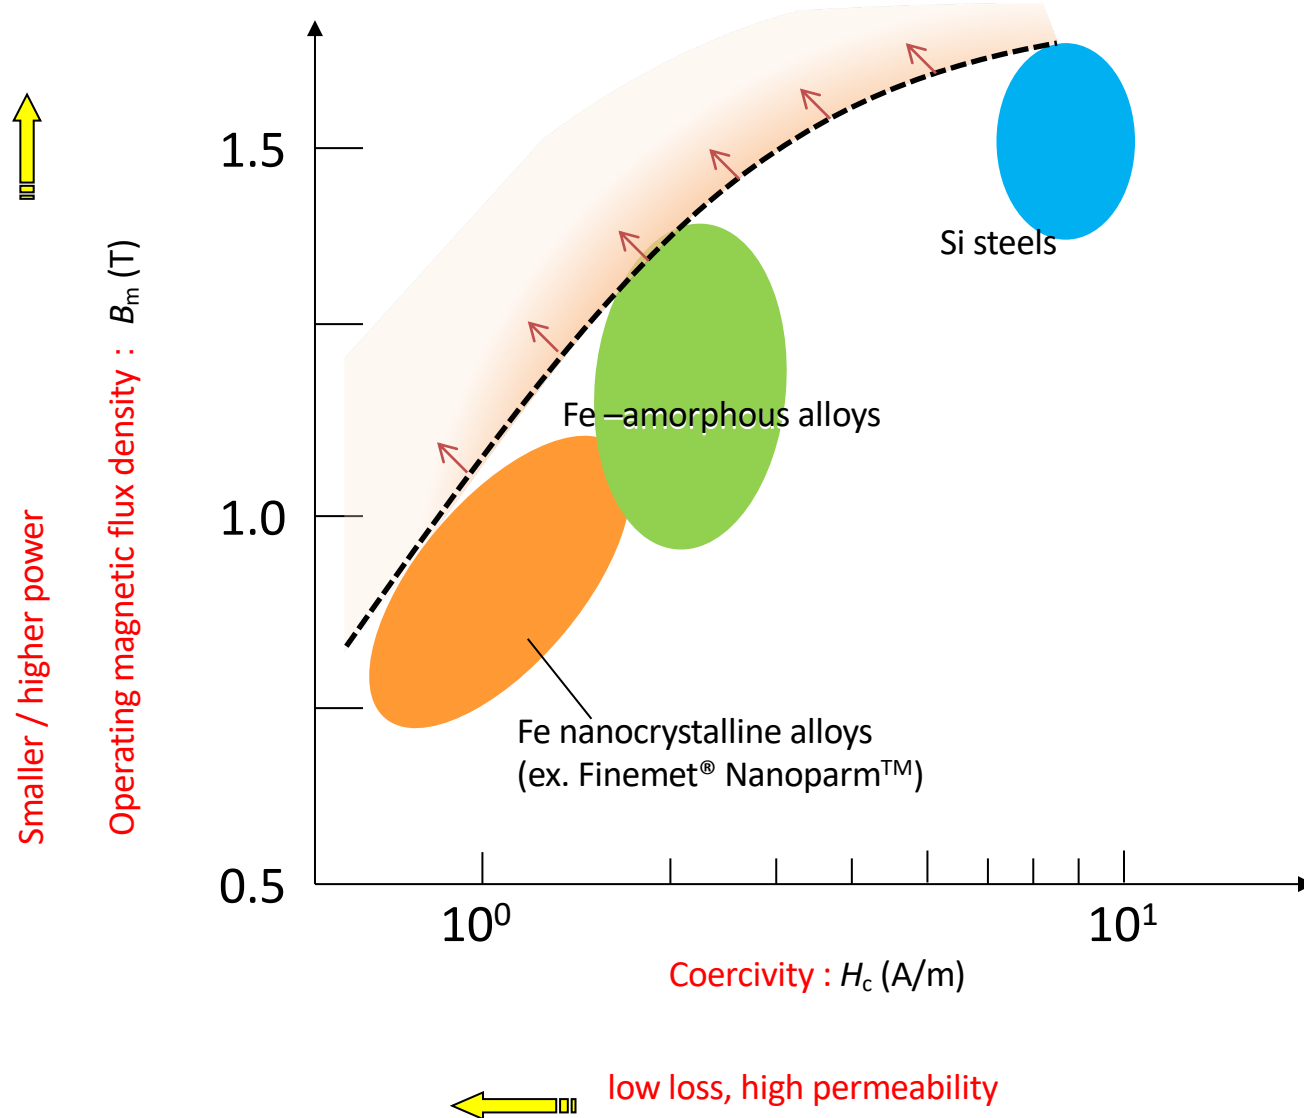 1.5
1.0
0.5
10⁰
10¹
Smaller / higher power
Operating magnetic flux density : Bm (T)
Si steels
Fe –amorphous alloys
Fe nanocrystalline alloys
(ex. Finemet® Nanoparm™)
Coercivity : Hc (A/m)
low loss, high permeability